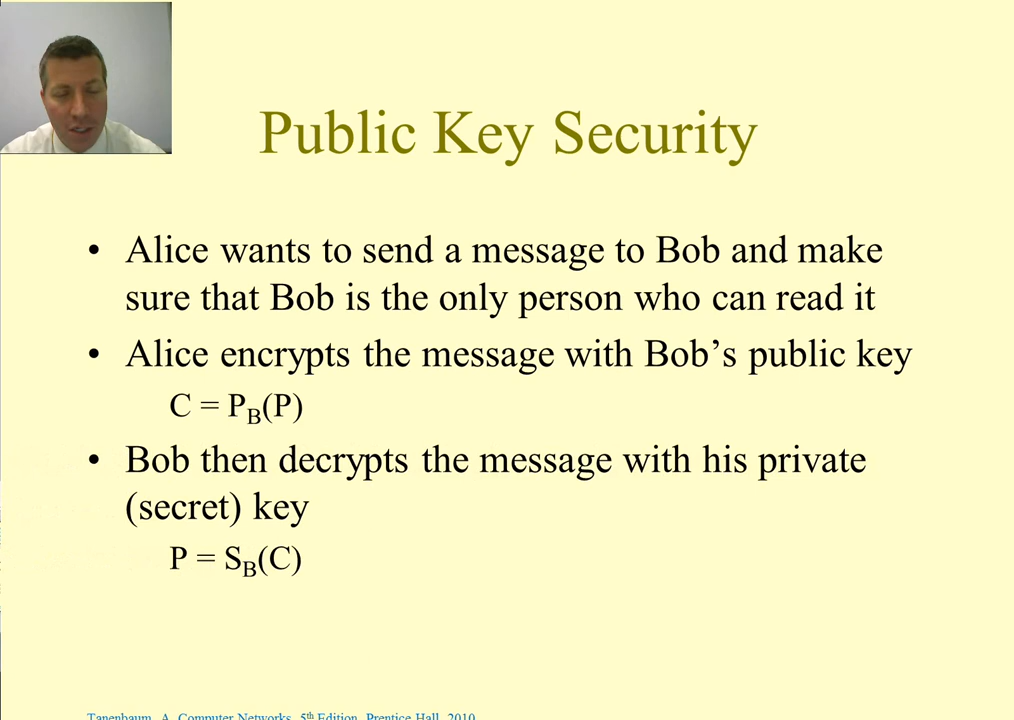 Public Key Security
• Alice wants to send a message to Bob and make
sure that Bob is the only person who can read it
• Alice encrypts the message with Bob’s public key
C = P_B(P)
• Bob then decrypts the message with his private
(secret) key
P = S_B(C)
Tanenbaum, A. Computer Networks, 5th Edition, Prentice Hall, 2010